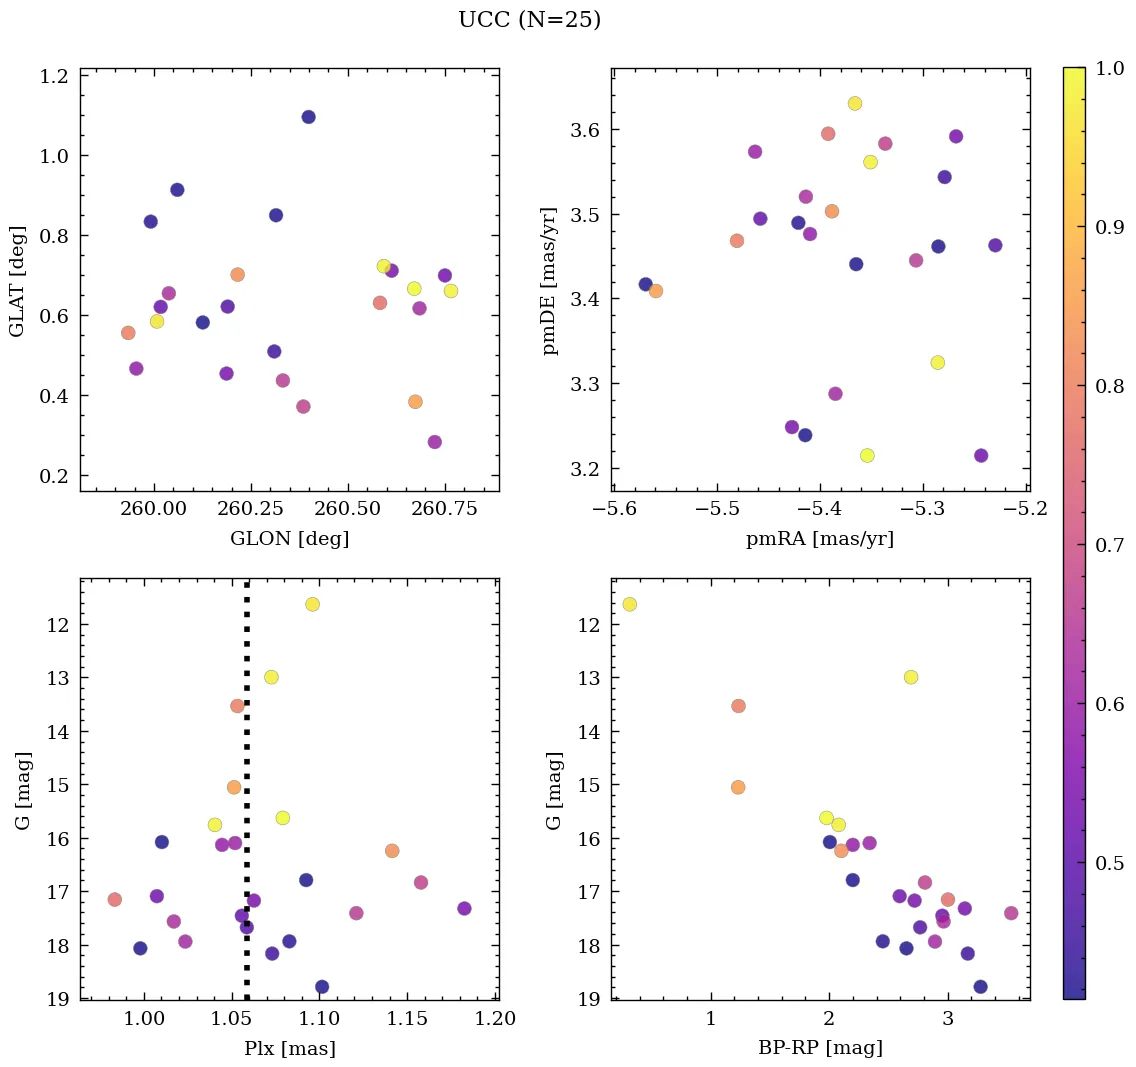 UCC (N=25)
1.2
1.0
0.8
0.6
0.4
0.2
GLAT [deg]
260.00 260.25 260.50 260.75
GLON [deg]
3.6
3.5
3.4
3.3
3.2
pmDE [mas/yr]
−5.6 −5.5 −5.4 −5.3 −5.2
pmRA [mas/yr]
12
13
14
15
16
17
18
19
G [mag]
1.00 1.05 1.10 1.15 1.20
Plx [mas]
12
13
14
15
16
17
18
19
G [mag]
1 2 3
BP-RP [mag]
1.0
0.9
0.8
0.7
0.6
0.5